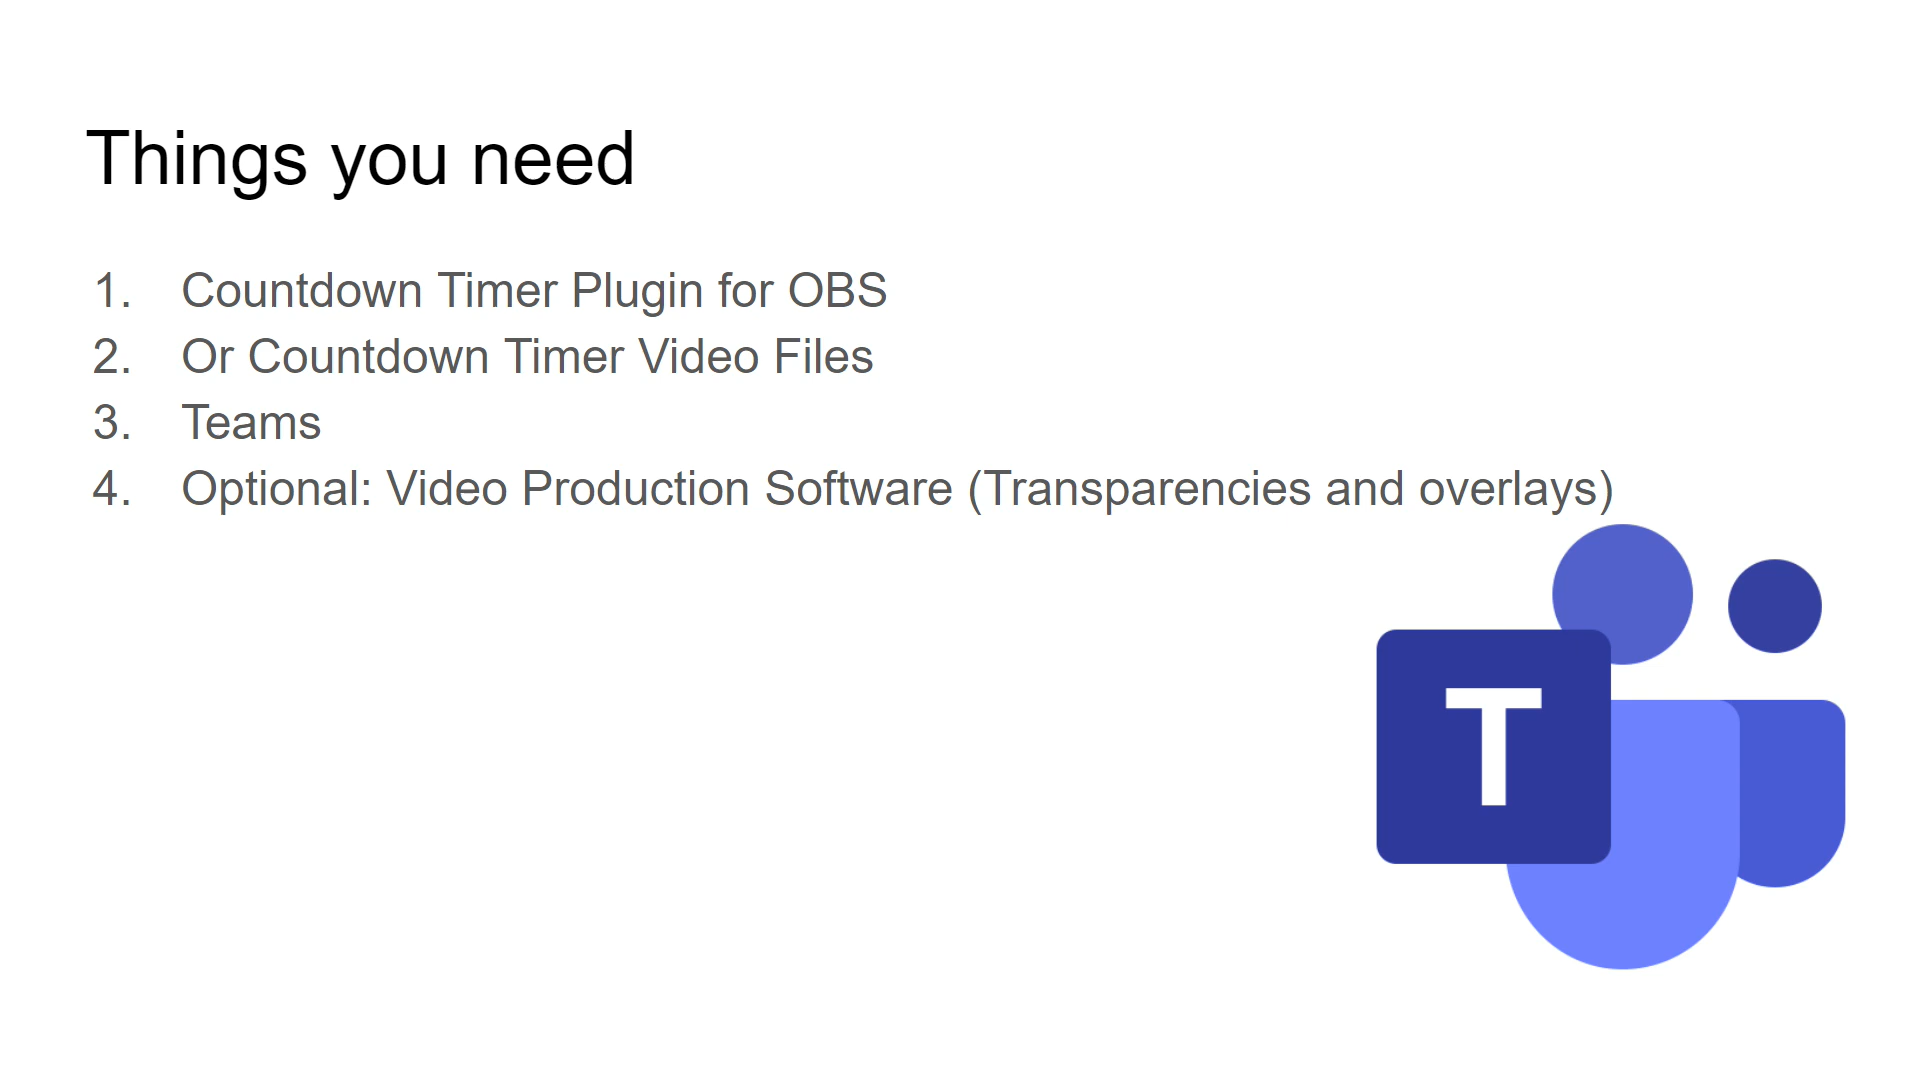 Things you need
1. Countdown Timer Plugin for OBS
2. Or Countdown Timer Video Files
3. Teams
4. Optional: Video Production Software (Transparencies and overlays)
T